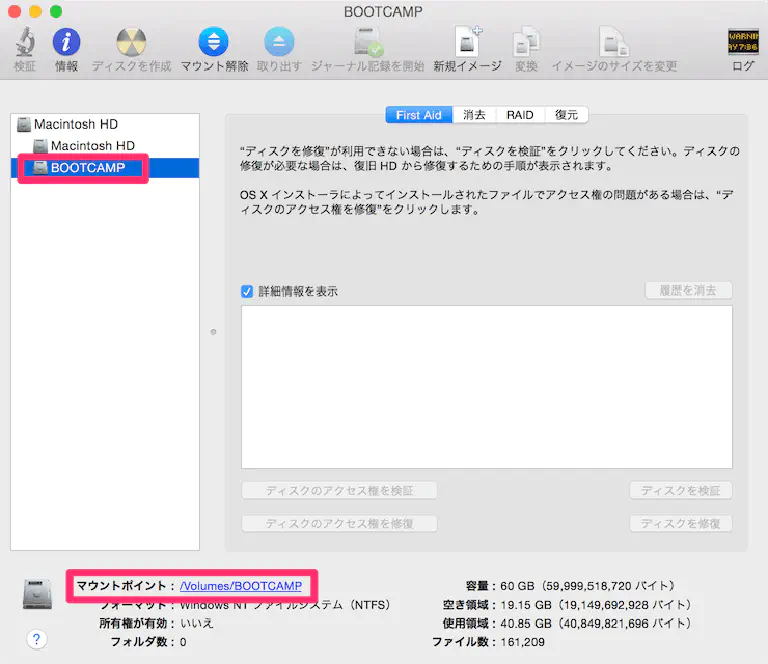 BOOTCAMP
検証
情報
ディスクを作成
マウント解除
取り出す
ジャーナル記録を開始
新規イメージ
変換
イメージのサイズを変更
WARNIN
AY7:86
ログ
Macintosh HD
Macintosh HD
BOOTCAMP
First Aid
消去
RAID
復元
“ディスクを修復”が利用できない場合は、“ディスクを検証”をクリックしてください。ディスクの
修復が必要な場合は、復旧 HD から修復するための手順が表示されます。
OS X インストーラによってインストールされたファイルでアクセス権の問題がある場合は、“デ
ィスクのアクセス権を修復”をクリックします。
詳細情報を表示
履歴を消去
ディスクのアクセス権を検証
ディスクを検証
ディスクのアクセス権を修復
ディスクを修復
マウントポイント：/Volumes/BOOTCAMP
フォーマット：Windows NT ファイルシステム（NTFS）
所有権が有効：いいえ
フォルダ数：0
容量：60 GB（59,999,518,720 バイト）
空き領域：19.15 GB（19,149,692,928 バイト）
使用領域：40.85 GB（40,849,821,696 バイト）
ファイル数：161,209
?